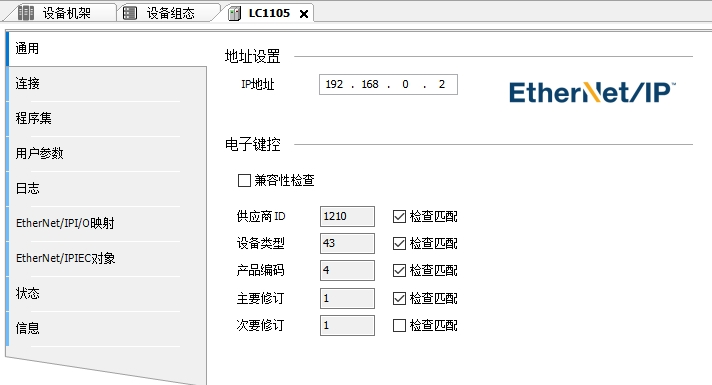 设备机架 设备组态 LC1105
通用
连接
程序集
用户参数
日志
EtherNet/IPI/O映射
EtherNet/IPIEC对象
状态
信息
地址设置
IP地址 192 . 168 . 0 . 2
EtherNet/IP™
电子键控
兼容性检查
供应商 ID 1210 检查匹配
设备类型 43 检查匹配
产品编码 4 检查匹配
主要修订 1 检查匹配
次要修订 1 检查匹配